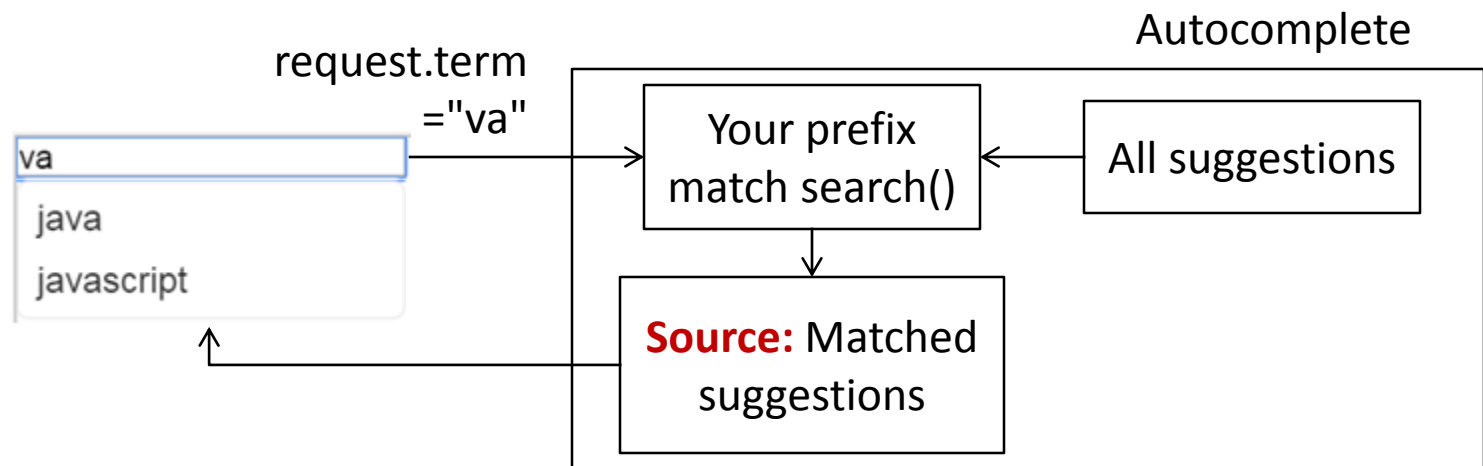 Autocomplete
request.term
="va"
va
java
javascript
Your prefix
match search()
All suggestions
Source: Matched
suggestions